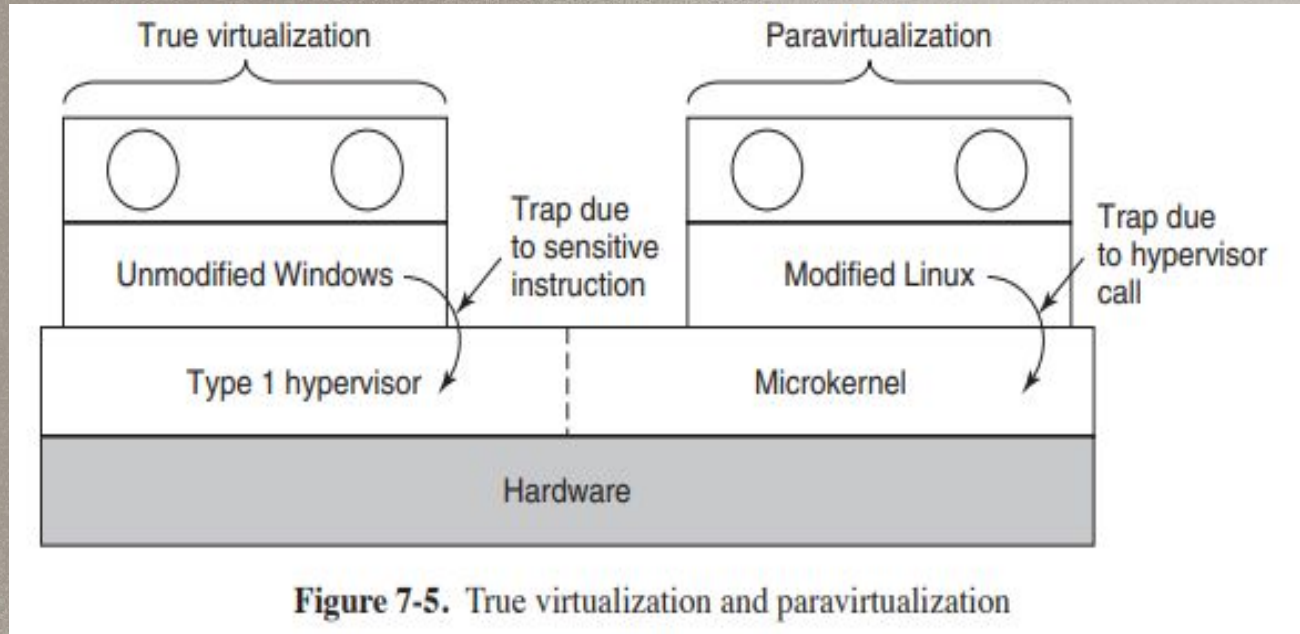 True virtualization
Paravirtualization
Trap due
to sensitive
instruction
Trap due
to hypervisor
call
Unmodified Windows
Modified Linux
Type 1 hypervisor
Microkernel
Hardware
Figure 7-5. True virtualization and paravirtualization